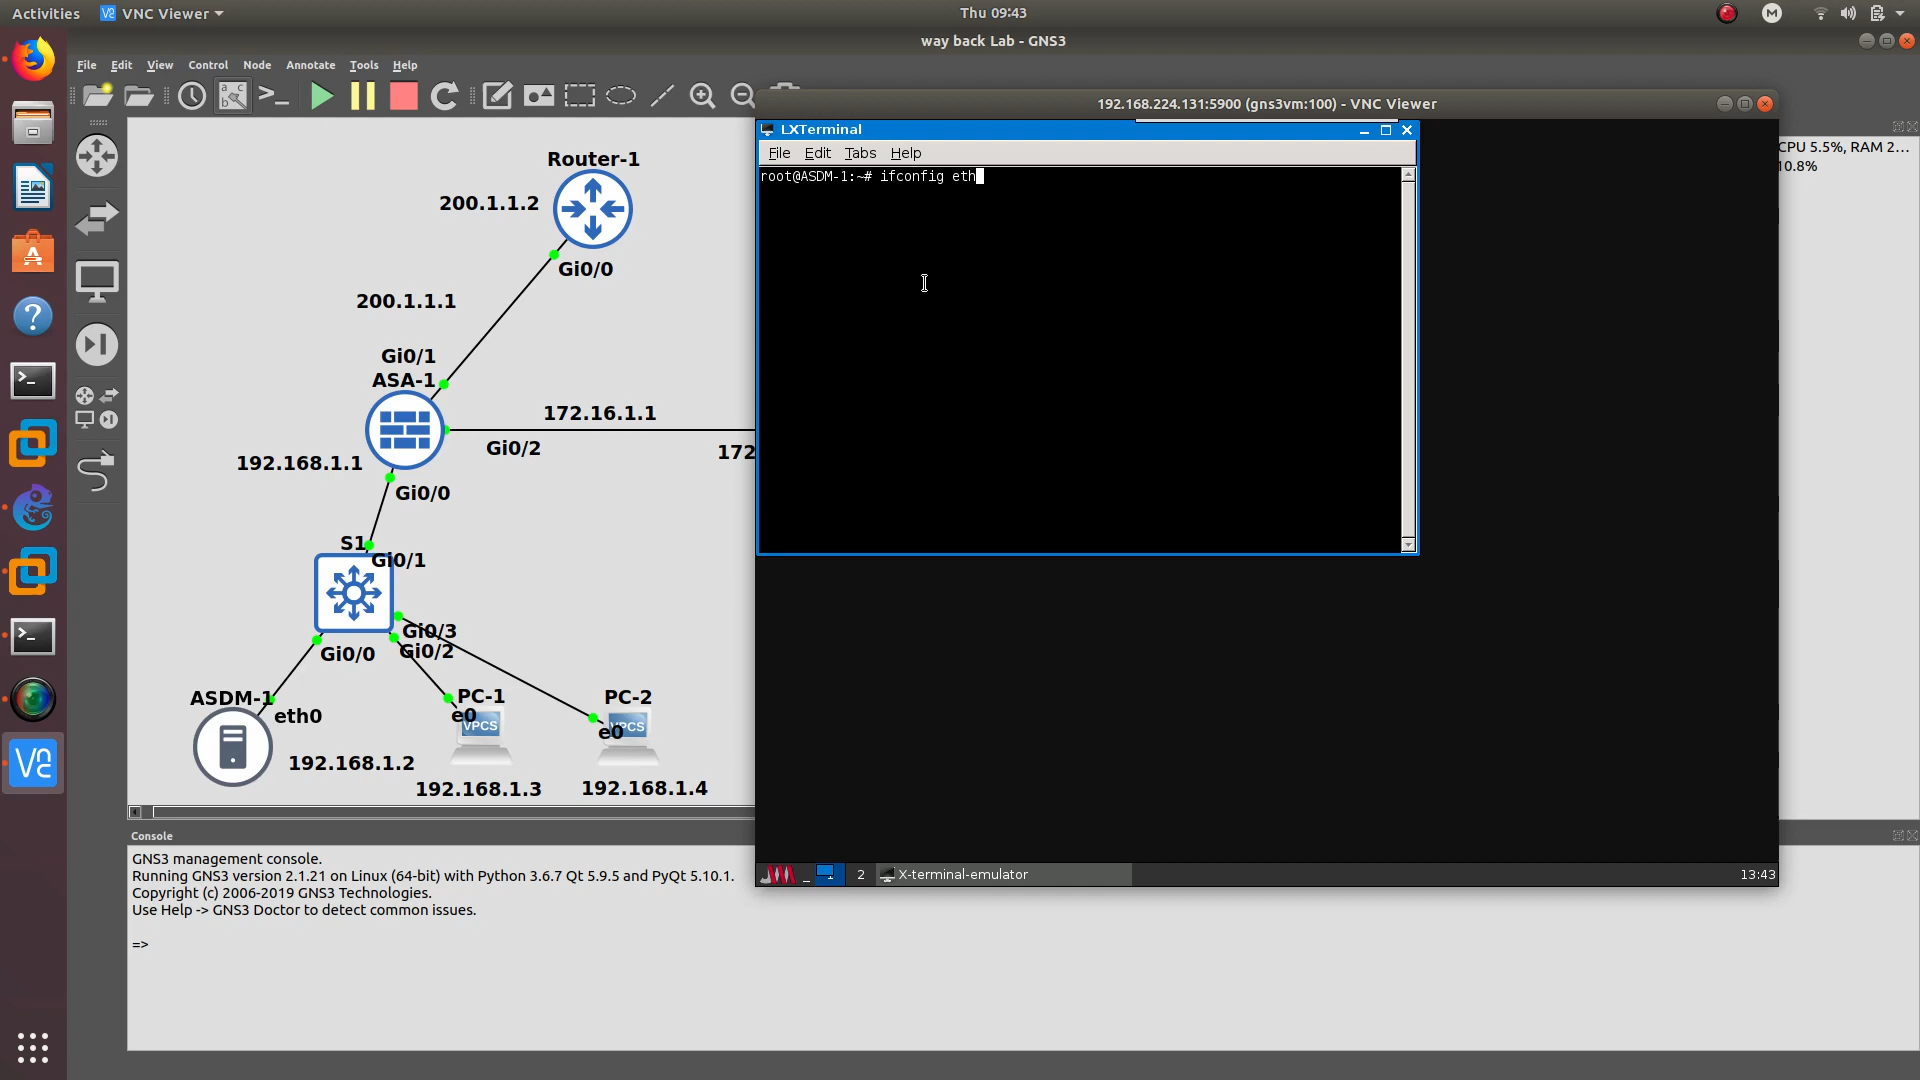 Activities
VNC Viewer
Thu 09:43
M
way back Lab - GNS3
File Edit View Control Node Annotate Tools Help
192.168.224.131:5900 (gns3vm:100) - VNC Viewer
LXTerminal
File Edit Tabs Help
root@ASDM-1:~# ifconfig eth
CPU 5.5%, RAM 2...
10.8%
Router-1
200.1.1.2
Gi0/0
200.1.1.1
Gi0/1
ASA-1
172.16.1.1
Gi0/2
172
192.168.1.1
Gi0/0
S1
Gi0/1
Gi0/3
Gi0/2
Gi0/0
ASDM-1
eth0
PC-1
e0
VPCS
PC-2
e0
VPCS
192.168.1.2
192.168.1.3
192.168.1.4
Console
GNS3 management console.
Running GNS3 version 2.1.21 on Linux (64-bit) with Python 3.6.7 Qt 5.9.5 and PyQt 5.10.1.
Copyright (c) 2006-2019 GNS3 Technologies.
Use Help -> GNS3 Doctor to detect common issues.
=>
2
X-terminal-emulator
13:43